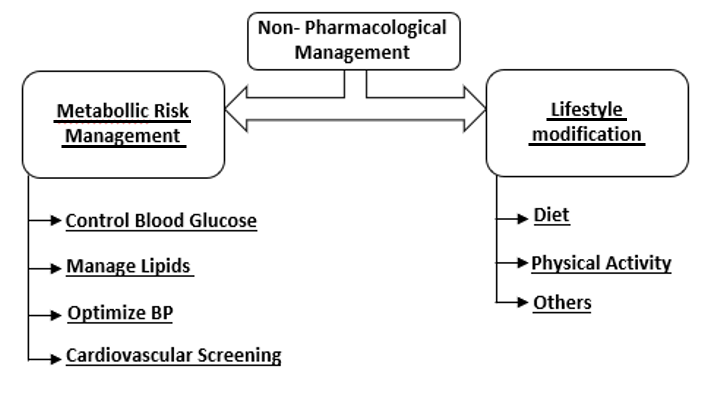 Non- Pharmacological
Management
Metabollic Risk
Management
Control Blood Glucose
Manage Lipids
Optimize BP
Cardiovascular Screening
Lifestyle
modification
Diet
Physical Activity
Others